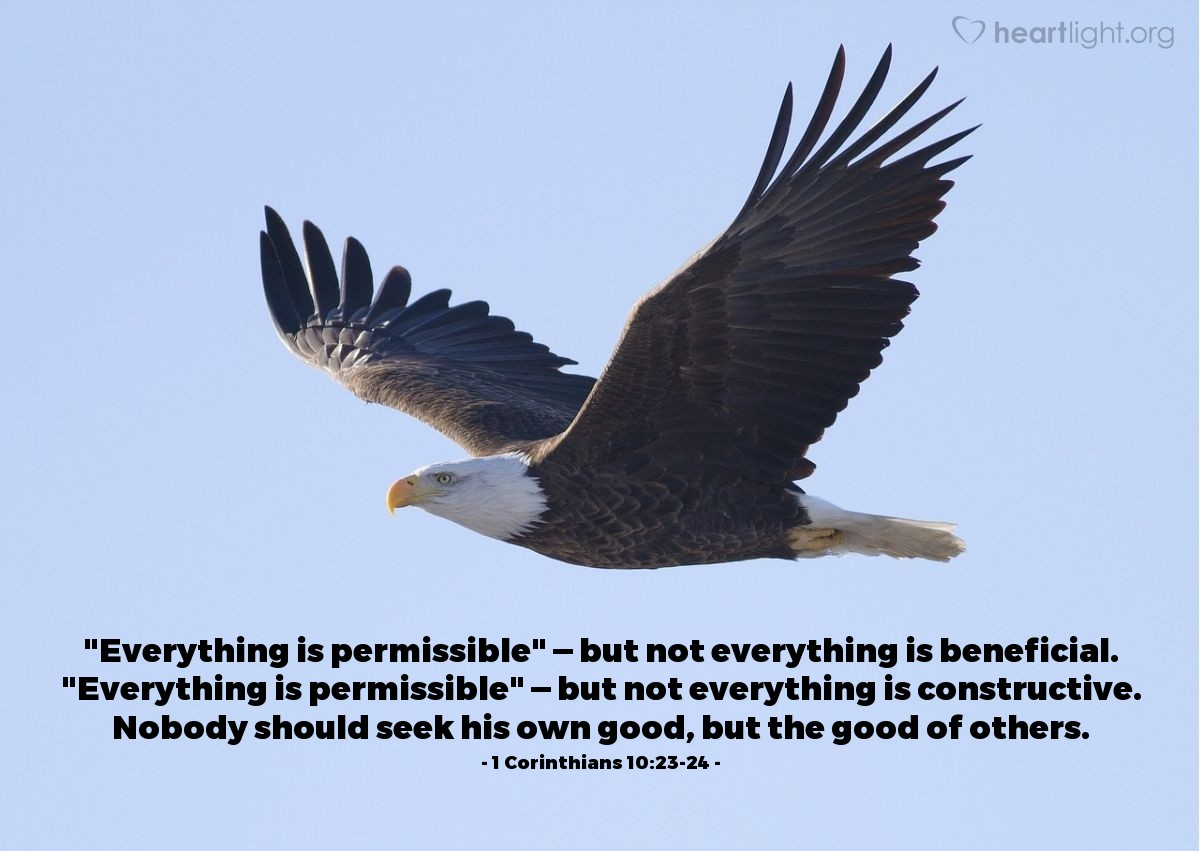 heartlight.org
"Everything is permissible" — but not everything is beneficial.
"Everything is permissible" — but not everything is constructive.
Nobody should seek his own good, but the good of others.
- 1 Corinthians 10:23-24 -